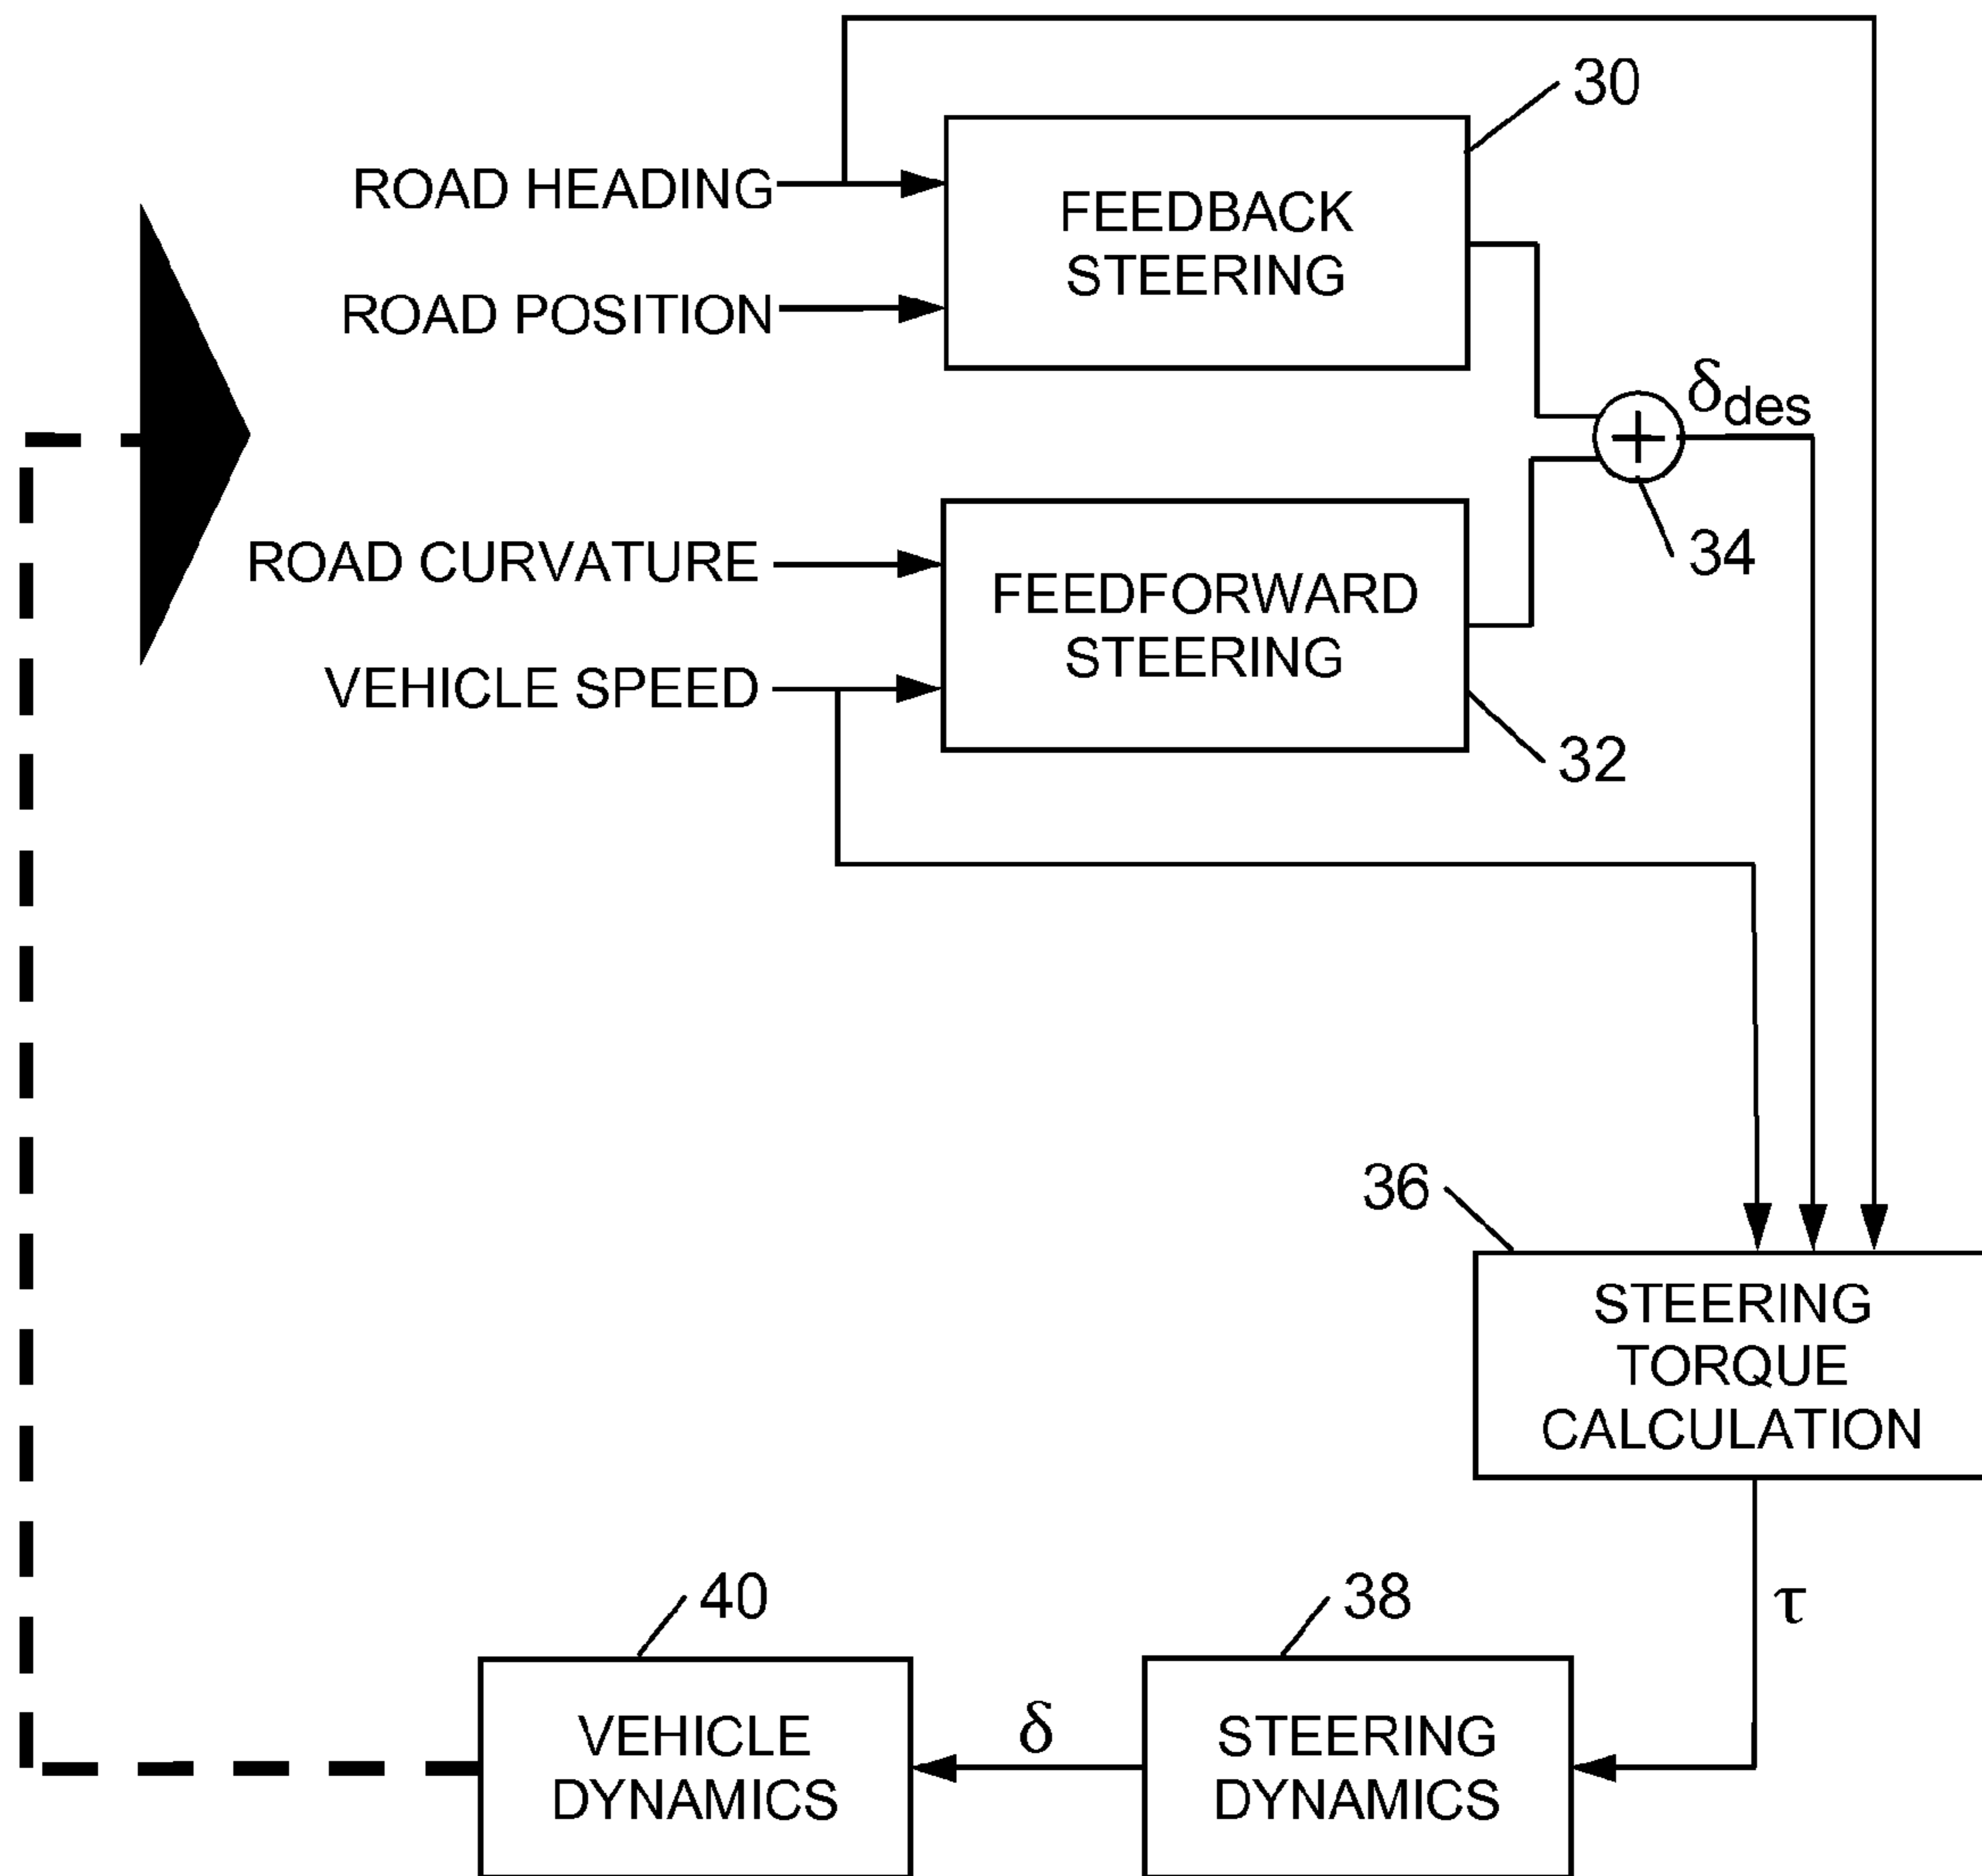 30
ROAD HEADING
FEEDBACK
STEERING
ROAD POSITION
δdes
34
ROAD CURVATURE
FEEDFORWARD
STEERING
VEHICLE SPEED
32
36
STEERING
TORQUE
CALCULATION
τ
40
38
VEHICLE
DYNAMICS
δ
STEERING
DYNAMICS